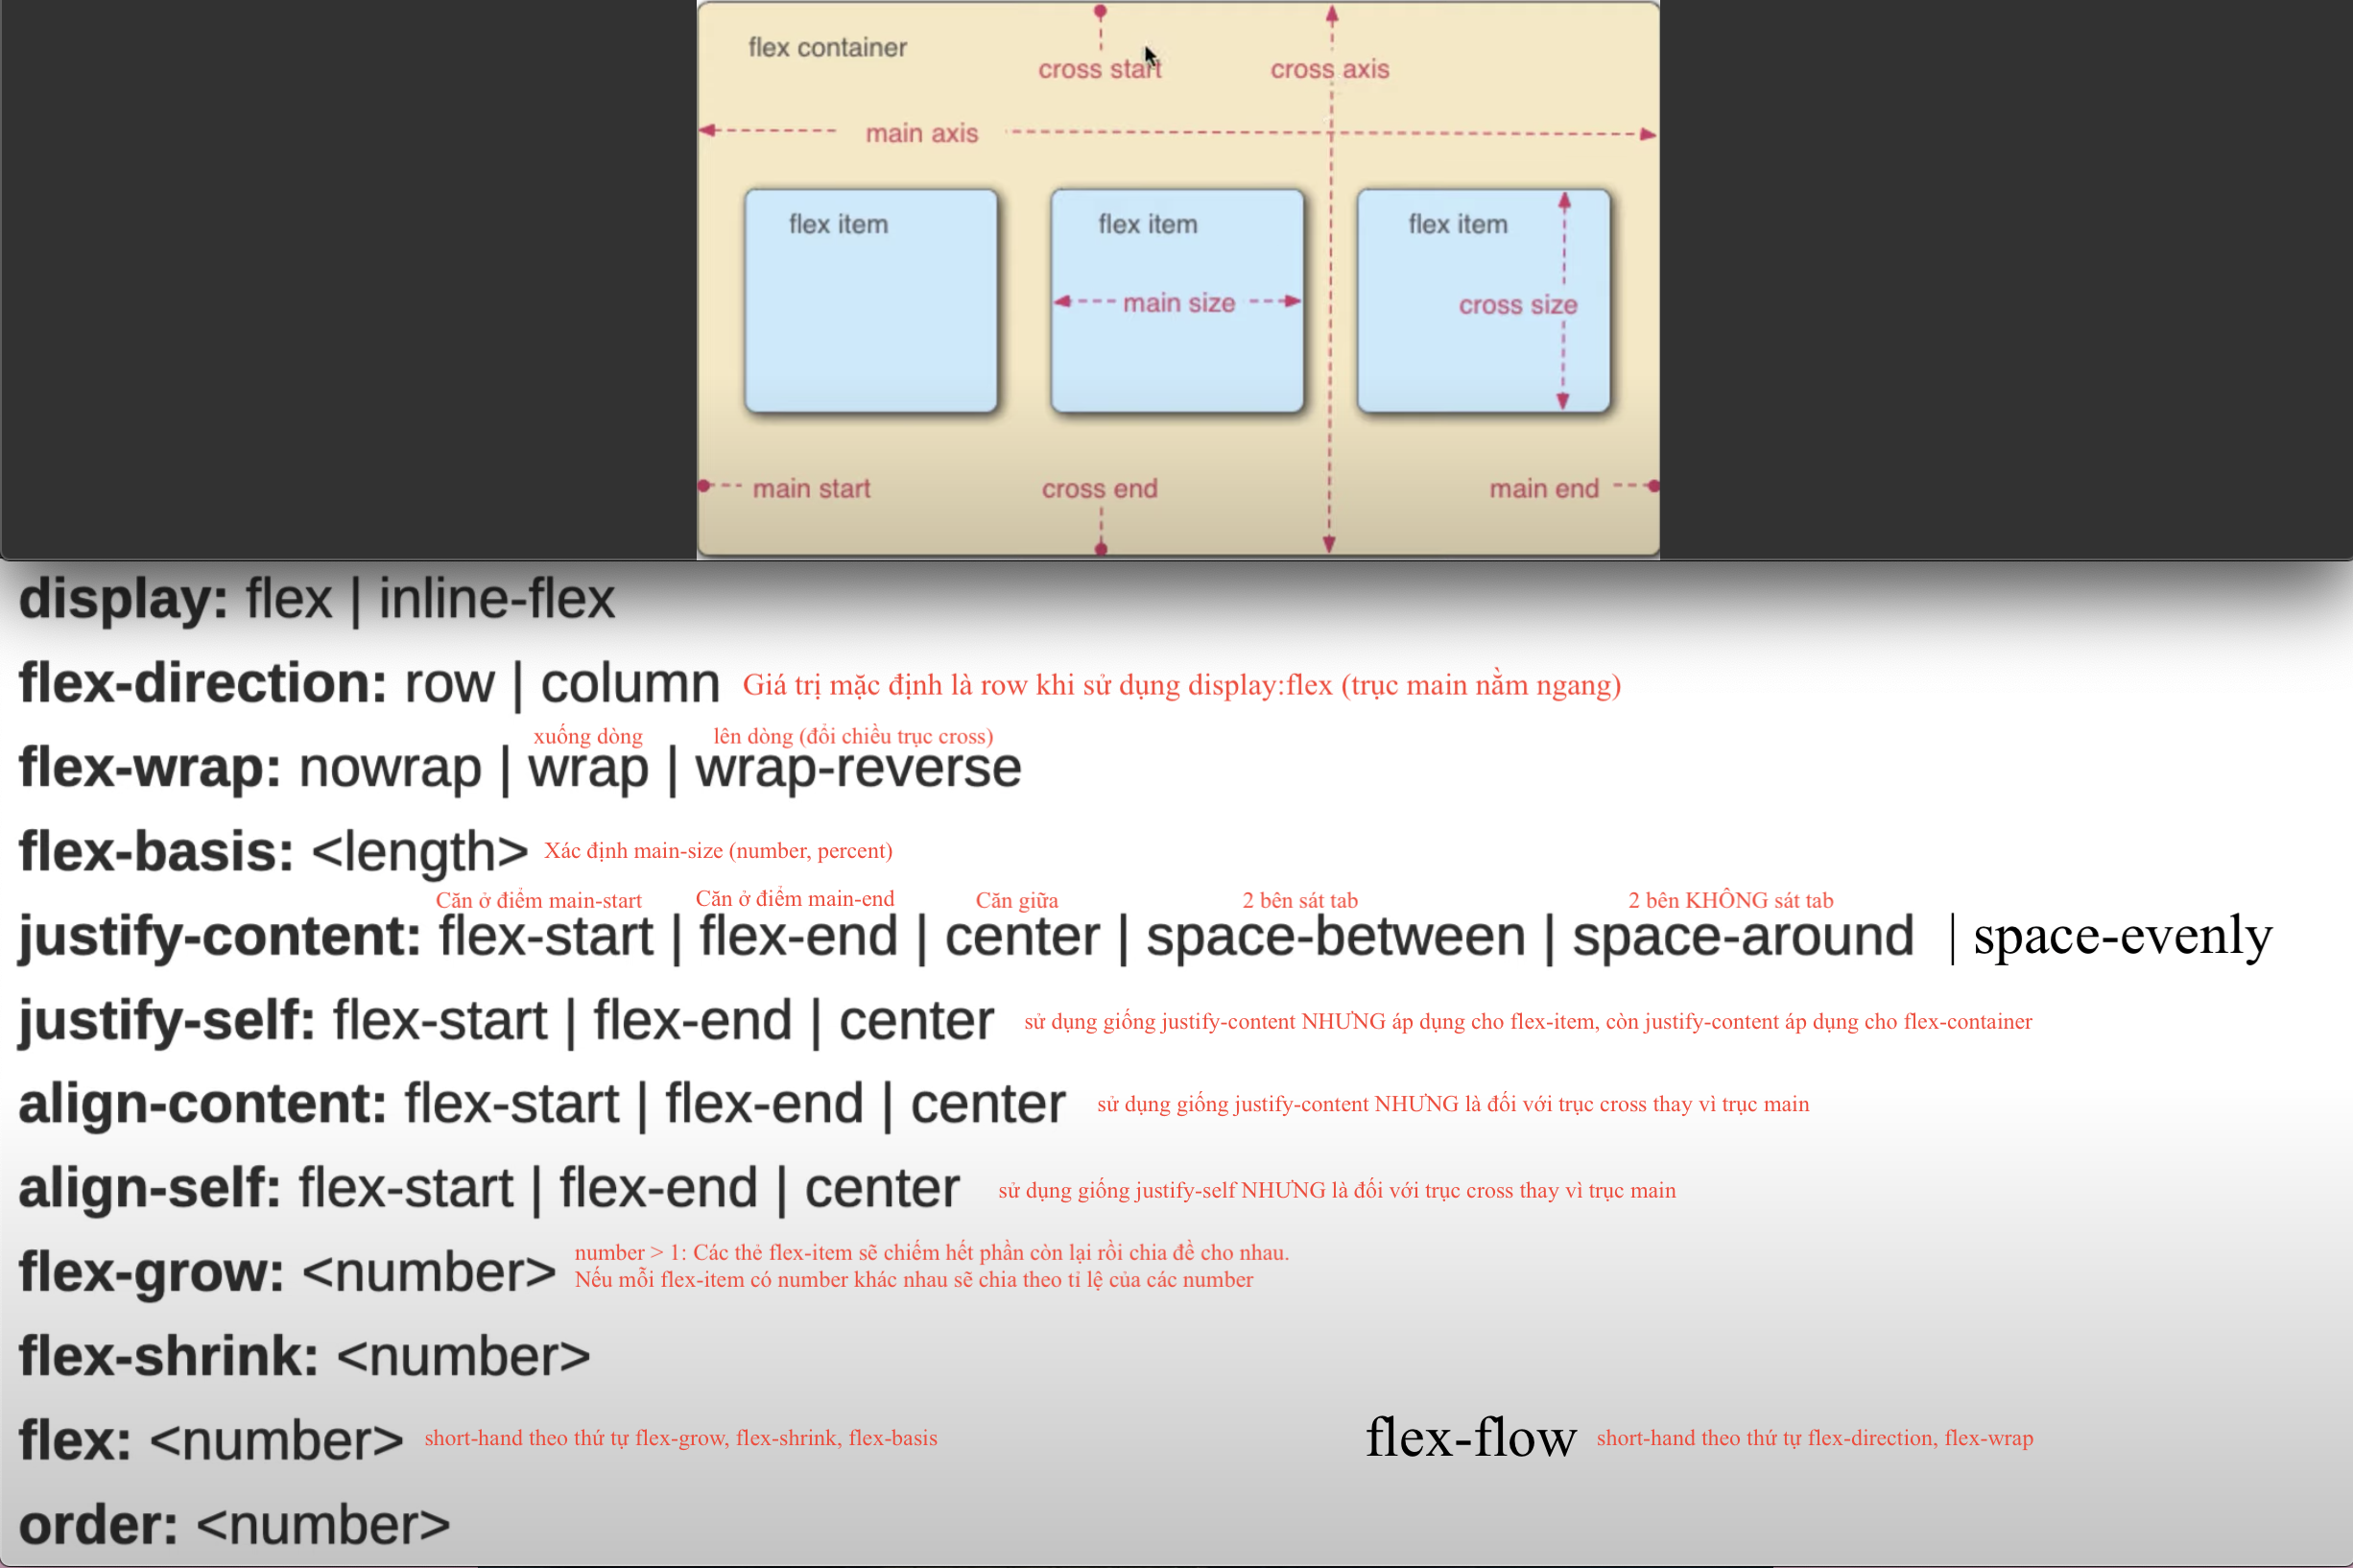 flex container
cross start
cross axis
main axis
flex item
flex item
flex item
main size
cross size
main start
cross end
main end
display: flex | inline-flex
flex-direction: row | column Giá trị mặc định là row khi sử dụng display:flex (trục main nằm ngang)
xuống dòng lên dòng (đổi chiều trục cross)
flex-wrap: nowrap | wrap | wrap-reverse
flex-basis: <length> Xác định main-size (number, percent)
Căn ở điểm main-start Căn ở điểm main-end Căn giữa 2 bên sát tab 2 bên KHÔNG sát tab
justify-content: flex-start | flex-end | center | space-between | space-around | space-evenly
justify-self: flex-start | flex-end | center sử dụng giống justify-content NHƯNG áp dụng cho flex-item, còn justify-content áp dụng cho flex-container
align-content: flex-start | flex-end | center sử dụng giống justify-content NHƯNG là đối với trục cross thay vì trục main
align-self: flex-start | flex-end | center sử dụng giống justify-self NHƯNG là đối với trục cross thay vì trục main
number > 1: Các thẻ flex-item sẽ chiếm hết phần còn lại rồi chia đề cho nhau.
flex-grow: <number>
Nếu mỗi flex-item có number khác nhau sẽ chia theo tỉ lệ của các number
flex-shrink: <number>
flex: <number> short-hand theo thứ tự flex-grow, flex-shrink, flex-basis
flex-flow short-hand theo thứ tự flex-direction, flex-wrap
order: <number>